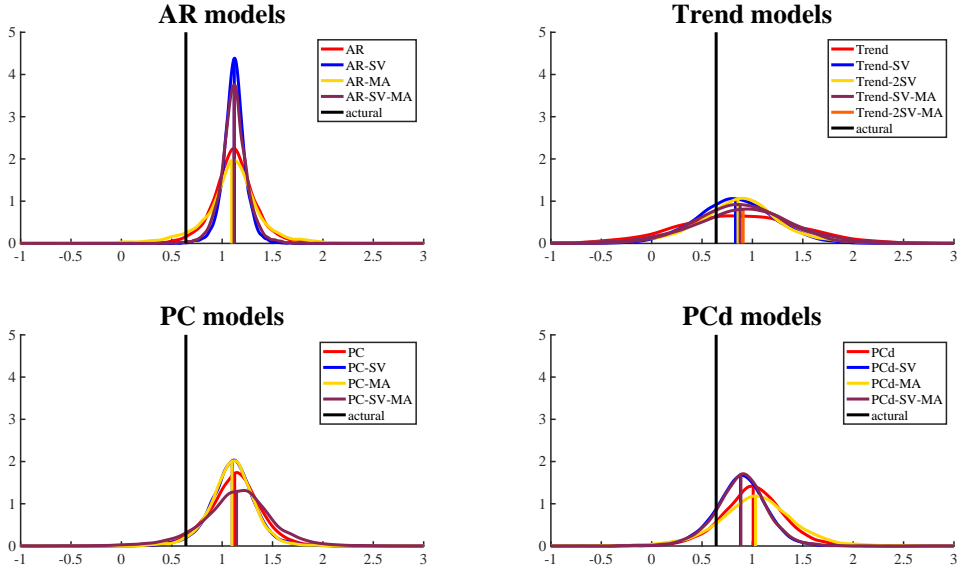 AR models
5
4
3
2
1
0
AR
AR-SV
AR-MA
AR-SV-MA
actural
-1 -0.5 0 0.5 1 1.5 2 2.5 3
Trend models
5
4
3
2
1
0
Trend
Trend-SV
Trend-2SV
Trend-SV-MA
Trend-2SV-MA
actural
-1 -0.5 0 0.5 1 1.5 2 2.5 3
PC models
5
4
3
2
1
0
PC
PC-SV
PC-MA
PC-SV-MA
actural
-1 -0.5 0 0.5 1 1.5 2 2.5 3
PCd models
5
4
3
2
1
0
PCd
PCd-SV
PCd-MA
PCd-SV-MA
actural
-1 -0.5 0 0.5 1 1.5 2 2.5 3